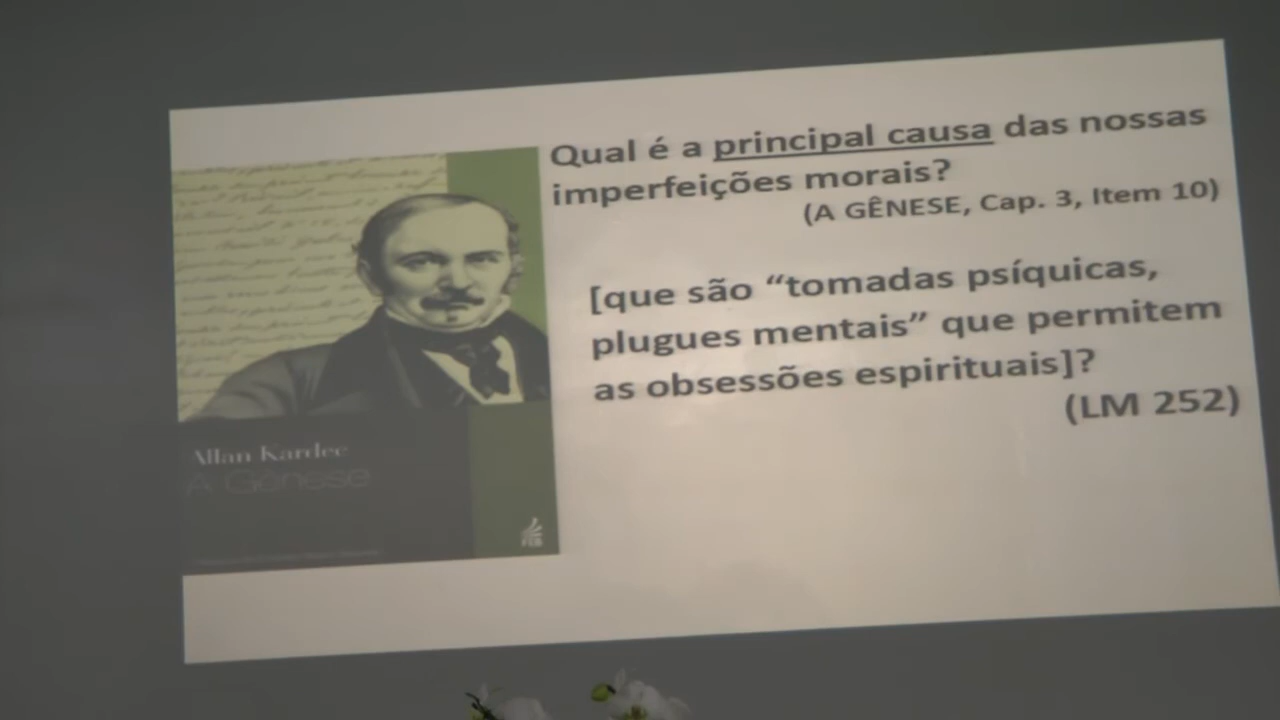 Qual é a principal causa das nossas
imperfeições morais?
(A GÊNESE, Cap. 3, Item 10)
[que são “tomadas psíquicas,
plugues mentais” que permitem
as obsessões espirituais]?
(LM 252)
Allan Kardec
A Gênese
FEB